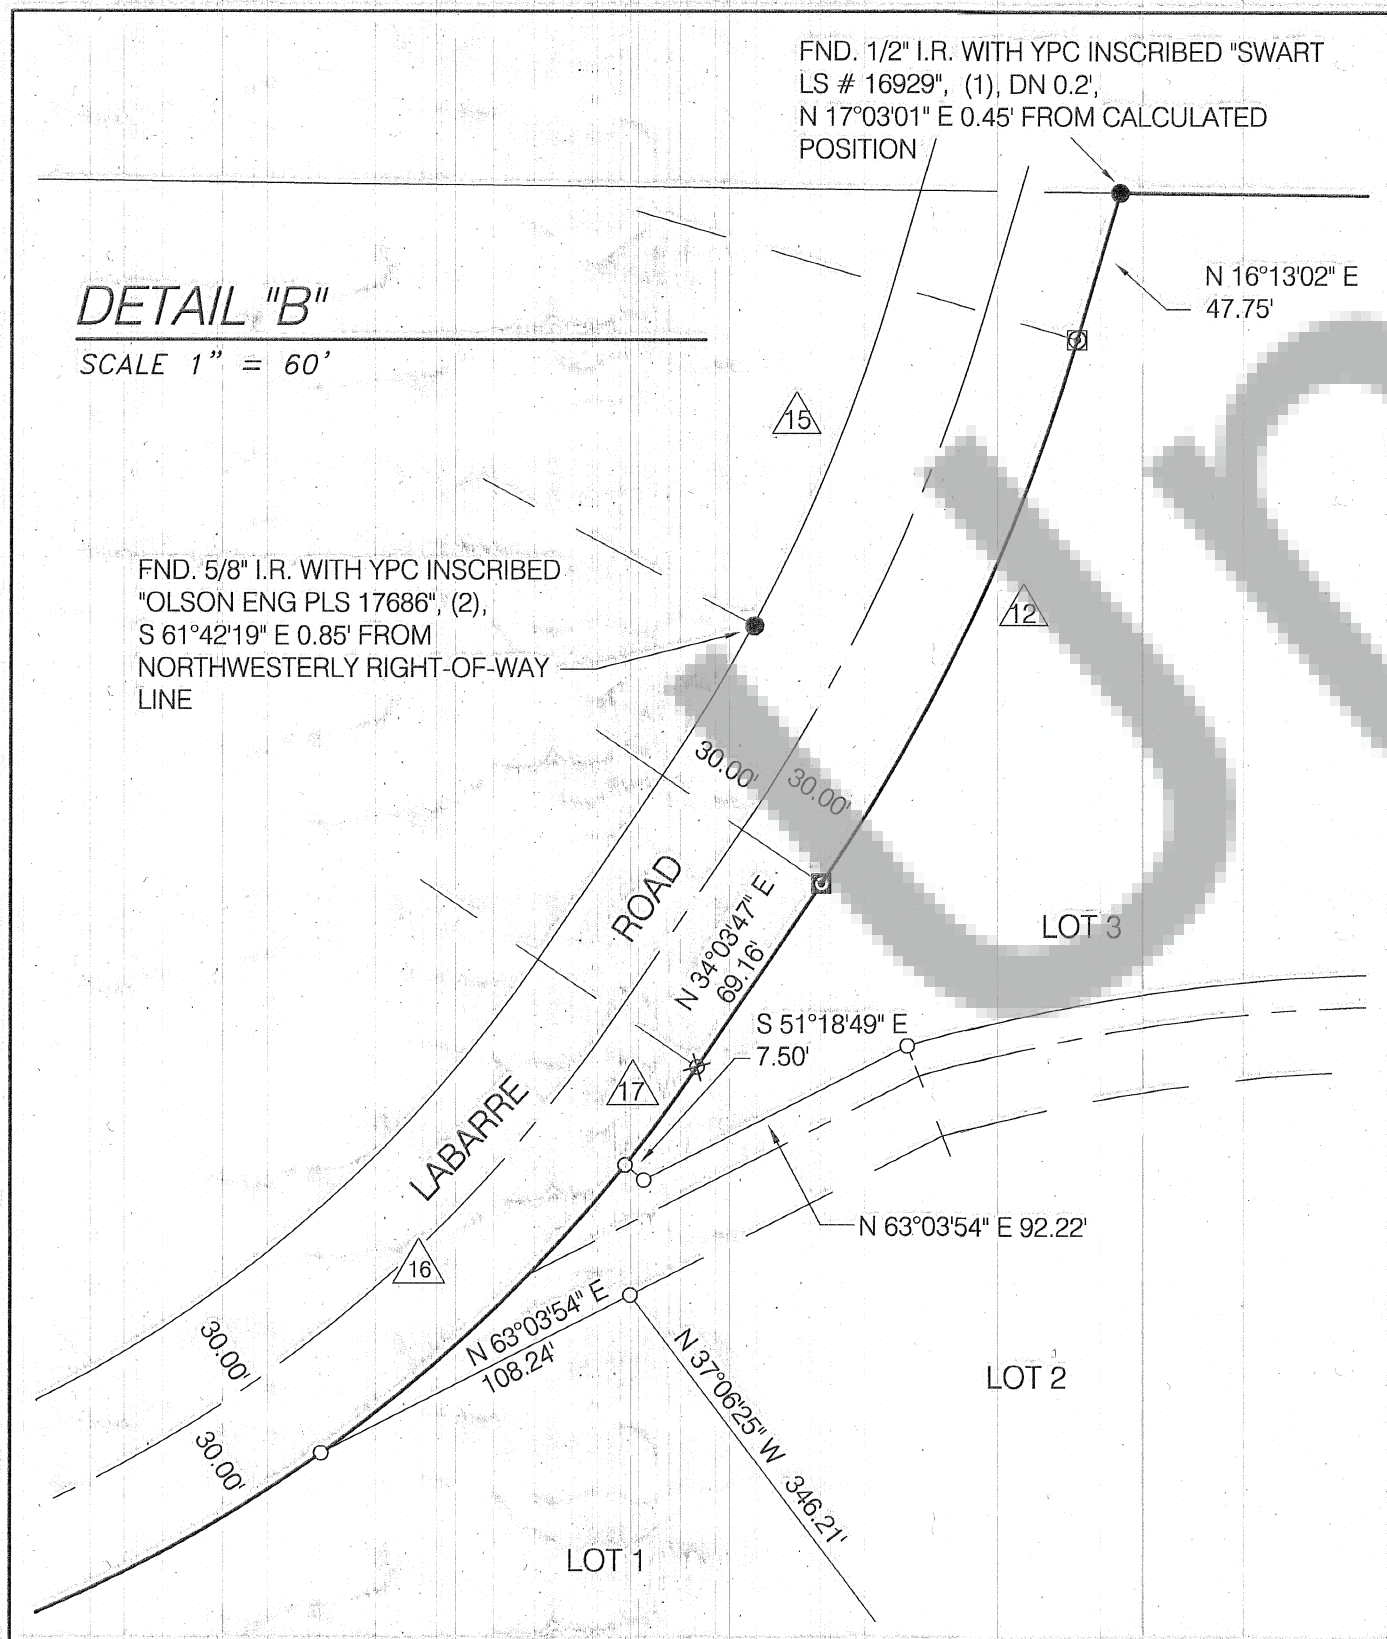 FND. 1/2" I.R. WITH YPC INSCRIBED "SWART
LS # 16929", (1), DN 0.2',
N 17°03'01" E 0.45' FROM CALCULATED
POSITION
N 16°13'02" E
47.75'
DETAIL "B"
SCALE 1" = 60'
15
FND. 5/8" I.R. WITH YPC INSCRIBED
"OLSON ENG PLS 17686", (2),
S 61°42'19" E 0.85' FROM
NORTHWESTERLY RIGHT-OF-WAY
LINE
12
30.00'
30.00'
ROAD
N 34°03'47" E
69.16'
LOT 3
S 51°18'49" E
7.50'
17
LABARRE
N 63°03'54" E 92.22'
16
N 63°03'54" E
108.24'
30.00'
30.00'
N 37°06'25" W 346.21'
LOT 2
LOT 1